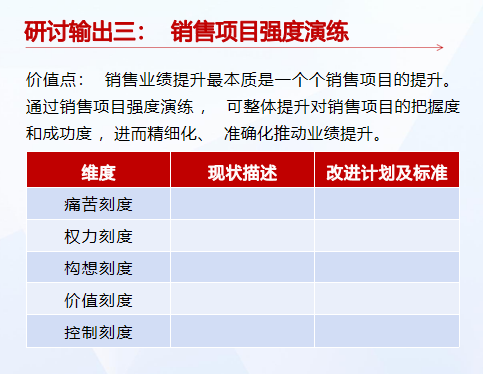 研讨输出三： 销售项目强度演练
价值点： 销售业绩提升最本质是一个个销售项目的提升。
通过销售项目强度演练， 可整体提升对销售项目的把握度
和成功度，进而精细化、 准确化推动业绩提升。
维度 现状描述 改进计划及标准
痛苦刻度
权力刻度
构想刻度
价值刻度
控制刻度